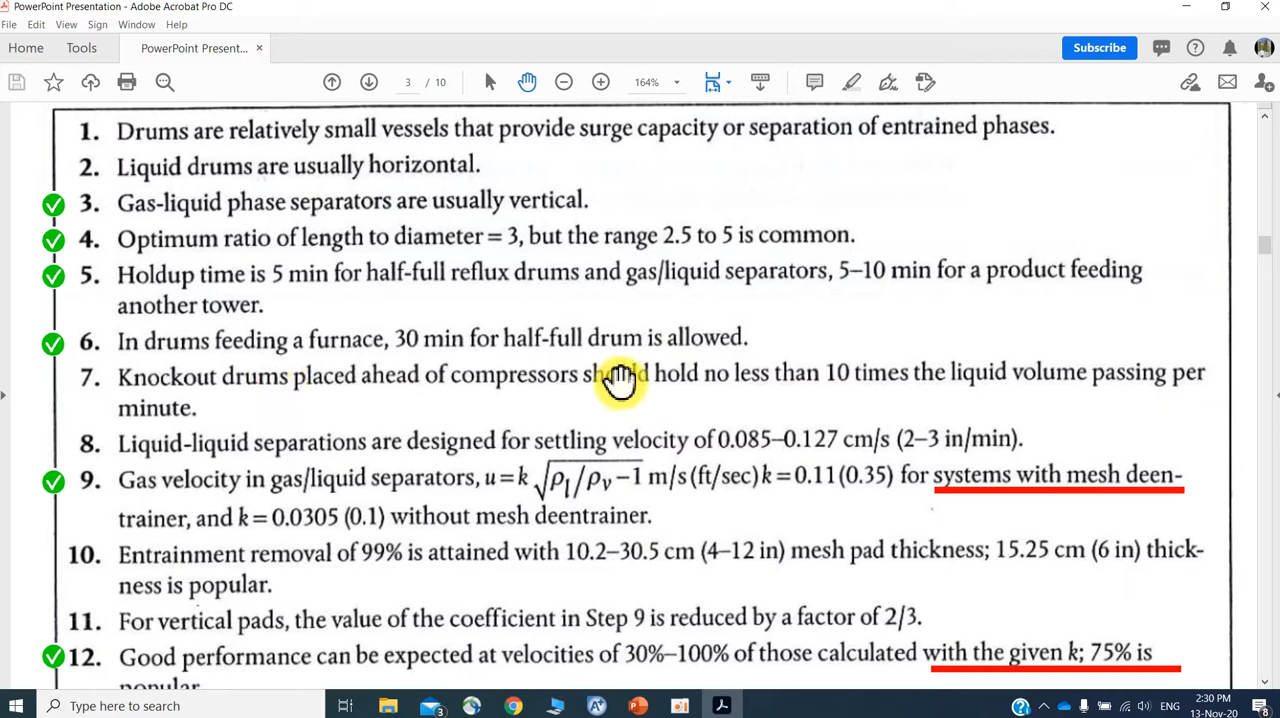 PowerPoint Presentation - Adobe Acrobat Pro DC
File Edit View Sign Window Help
Home Tools PowerPoint Present... × Subscribe
3 / 10 164%
1. Drums are relatively small vessels that provide surge capacity or separation of entrained phases.
2. Liquid drums are usually horizontal.
3. Gas-liquid phase separators are usually vertical.
4. Optimum ratio of length to diameter = 3, but the range 2.5 to 5 is common.
5. Holdup time is 5 min for half-full reflux drums and gas/liquid separators, 5–10 min for a product feeding
another tower.
6. In drums feeding a furnace, 30 min for half-full drum is allowed.
7. Knockout drums placed ahead of compressors should hold no less than 10 times the liquid volume passing per
minute.
8. Liquid-liquid separations are designed for settling velocity of 0.085–0.127 cm/s (2–3 in/min).
9. Gas velocity in gas/liquid separators, u = k √ρl/ρv − 1 m/s (ft/sec) k = 0.11 (0.35) for systems with mesh deen-
trainer, and k = 0.0305 (0.1) without mesh deentrainer.
10. Entrainment removal of 99% is attained with 10.2–30.5 cm (4–12 in) mesh pad thickness; 15.25 cm (6 in) thick-
ness is popular.
11. For vertical pads, the value of the coefficient in Step 9 is reduced by a factor of 2/3.
12. Good performance can be expected at velocities of 30%–100% of those calculated with the given k; 75% is
popular.
Type here to search
3
2:30 PM
13-Nov-20
8